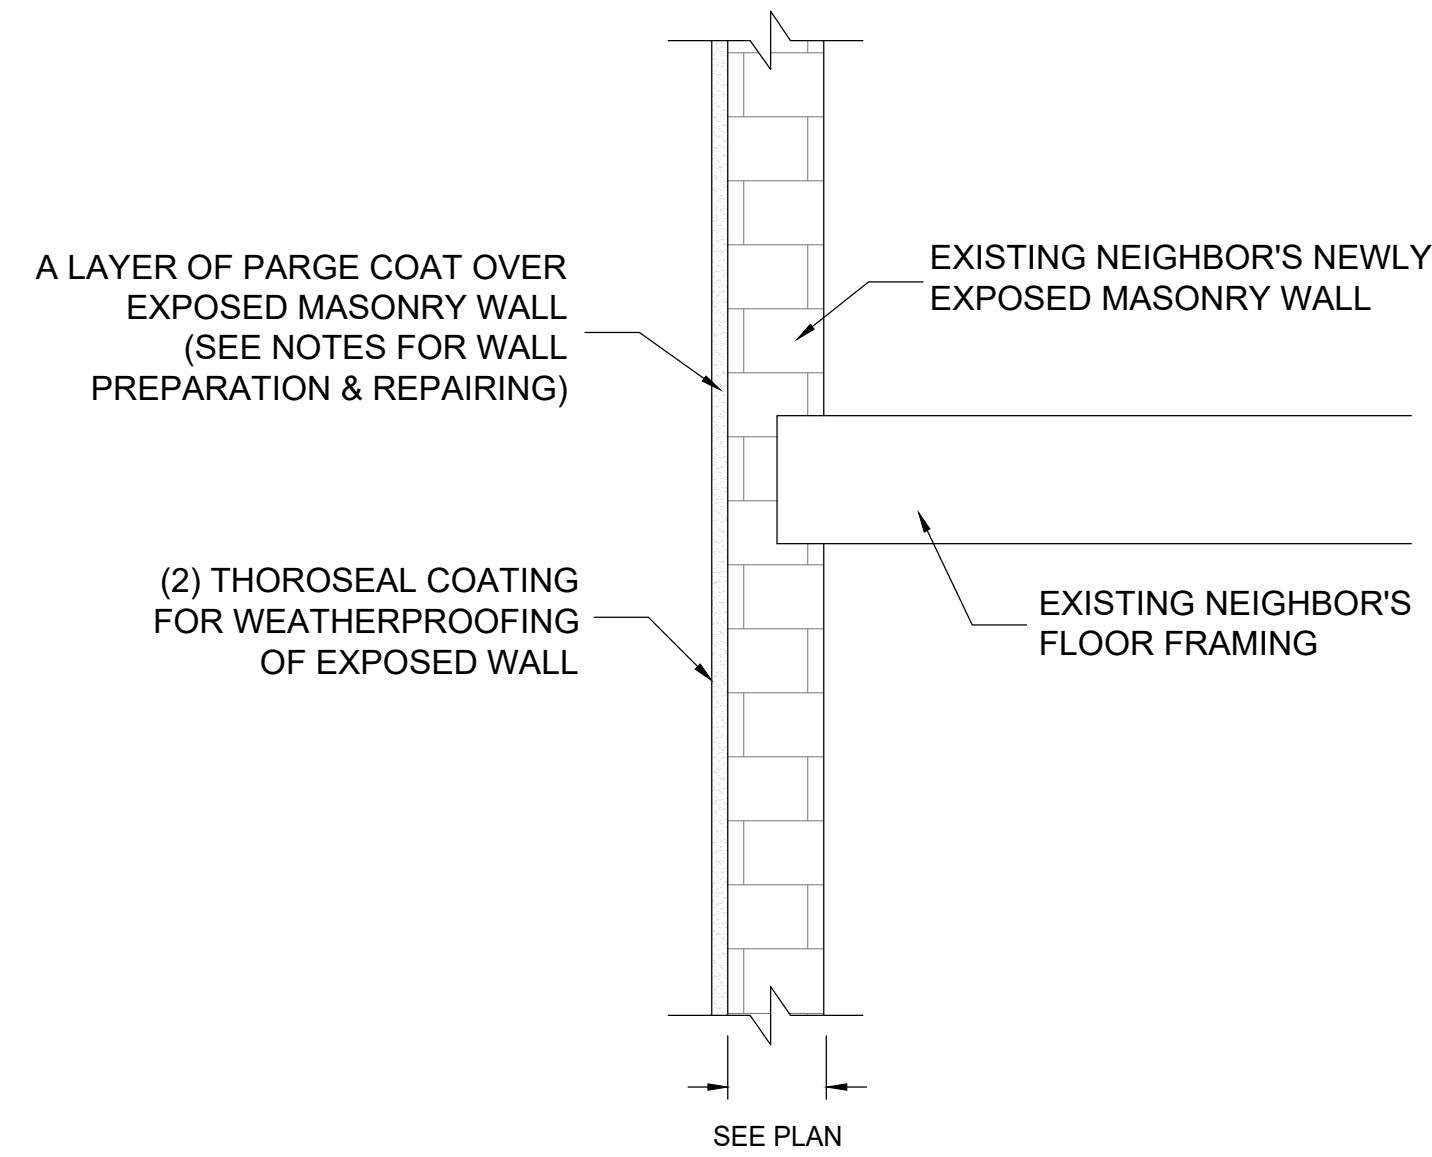 A LAYER OF PARGE COAT OVER
EXPOSED MASONRY WALL
(SEE NOTES FOR WALL
PREPARATION & REPAIRING)
EXISTING NEIGHBOR'S NEWLY
EXPOSED MASONRY WALL
(2) THOROSEAL COATING
FOR WEATHERPROOFING
OF EXPOSED WALL
EXISTING NEIGHBOR'S
FLOOR FRAMING
SEE PLAN